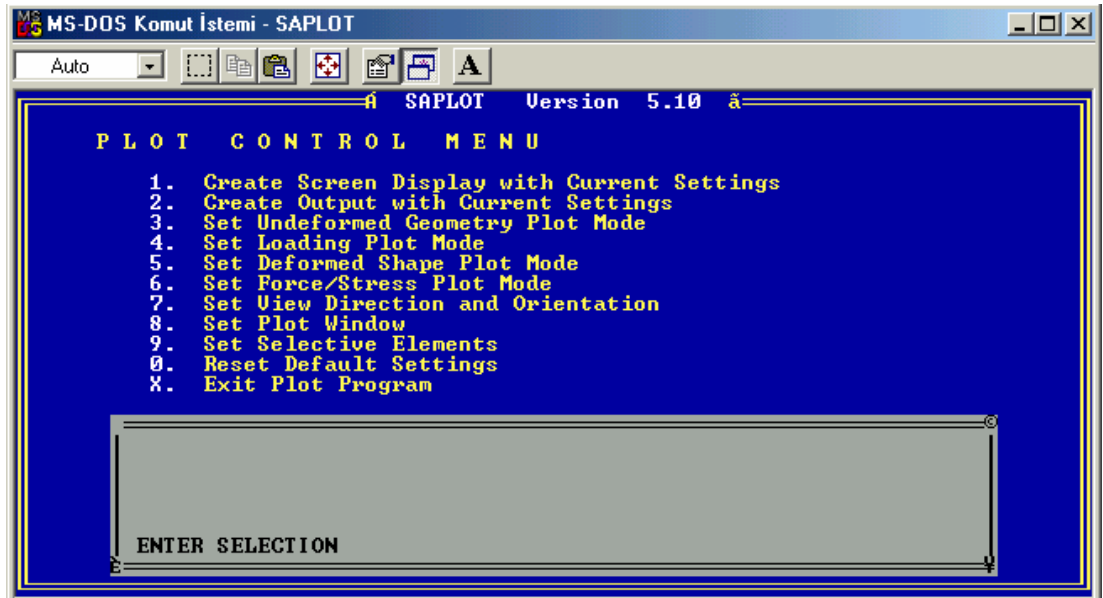 MS-DOS Komut İstemi - SAPLOT
Auto
A
SAPLOT Version 5.10
PLOT CONTROL MENU
1. Create Screen Display with Current Settings
2. Create Output with Current Settings
3. Set Undeformed Geometry Plot Mode
4. Set Loading Plot Mode
5. Set Deformed Shape Plot Mode
6. Set Force/Stress Plot Mode
7. Set View Direction and Orientation
8. Set Plot Window
9. Set Selective Elements
0. Reset Default Settings
X. Exit Plot Program
ENTER SELECTION